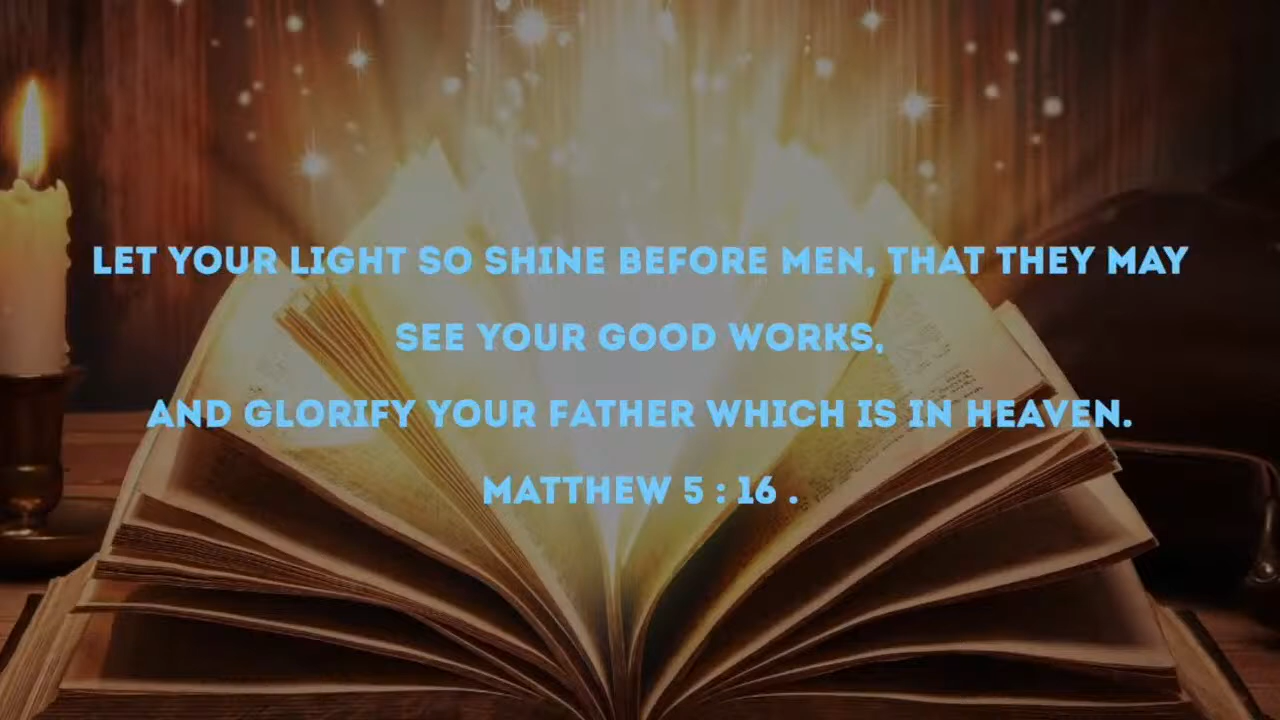 LET YOUR LIGHT SO SHINE BEFORE MEN, THAT THEY MAY
SEE YOUR GOOD WORKS,
AND GLORIFY YOUR FATHER WHICH IS IN HEAVEN.
MATTHEW 5 : 16 .